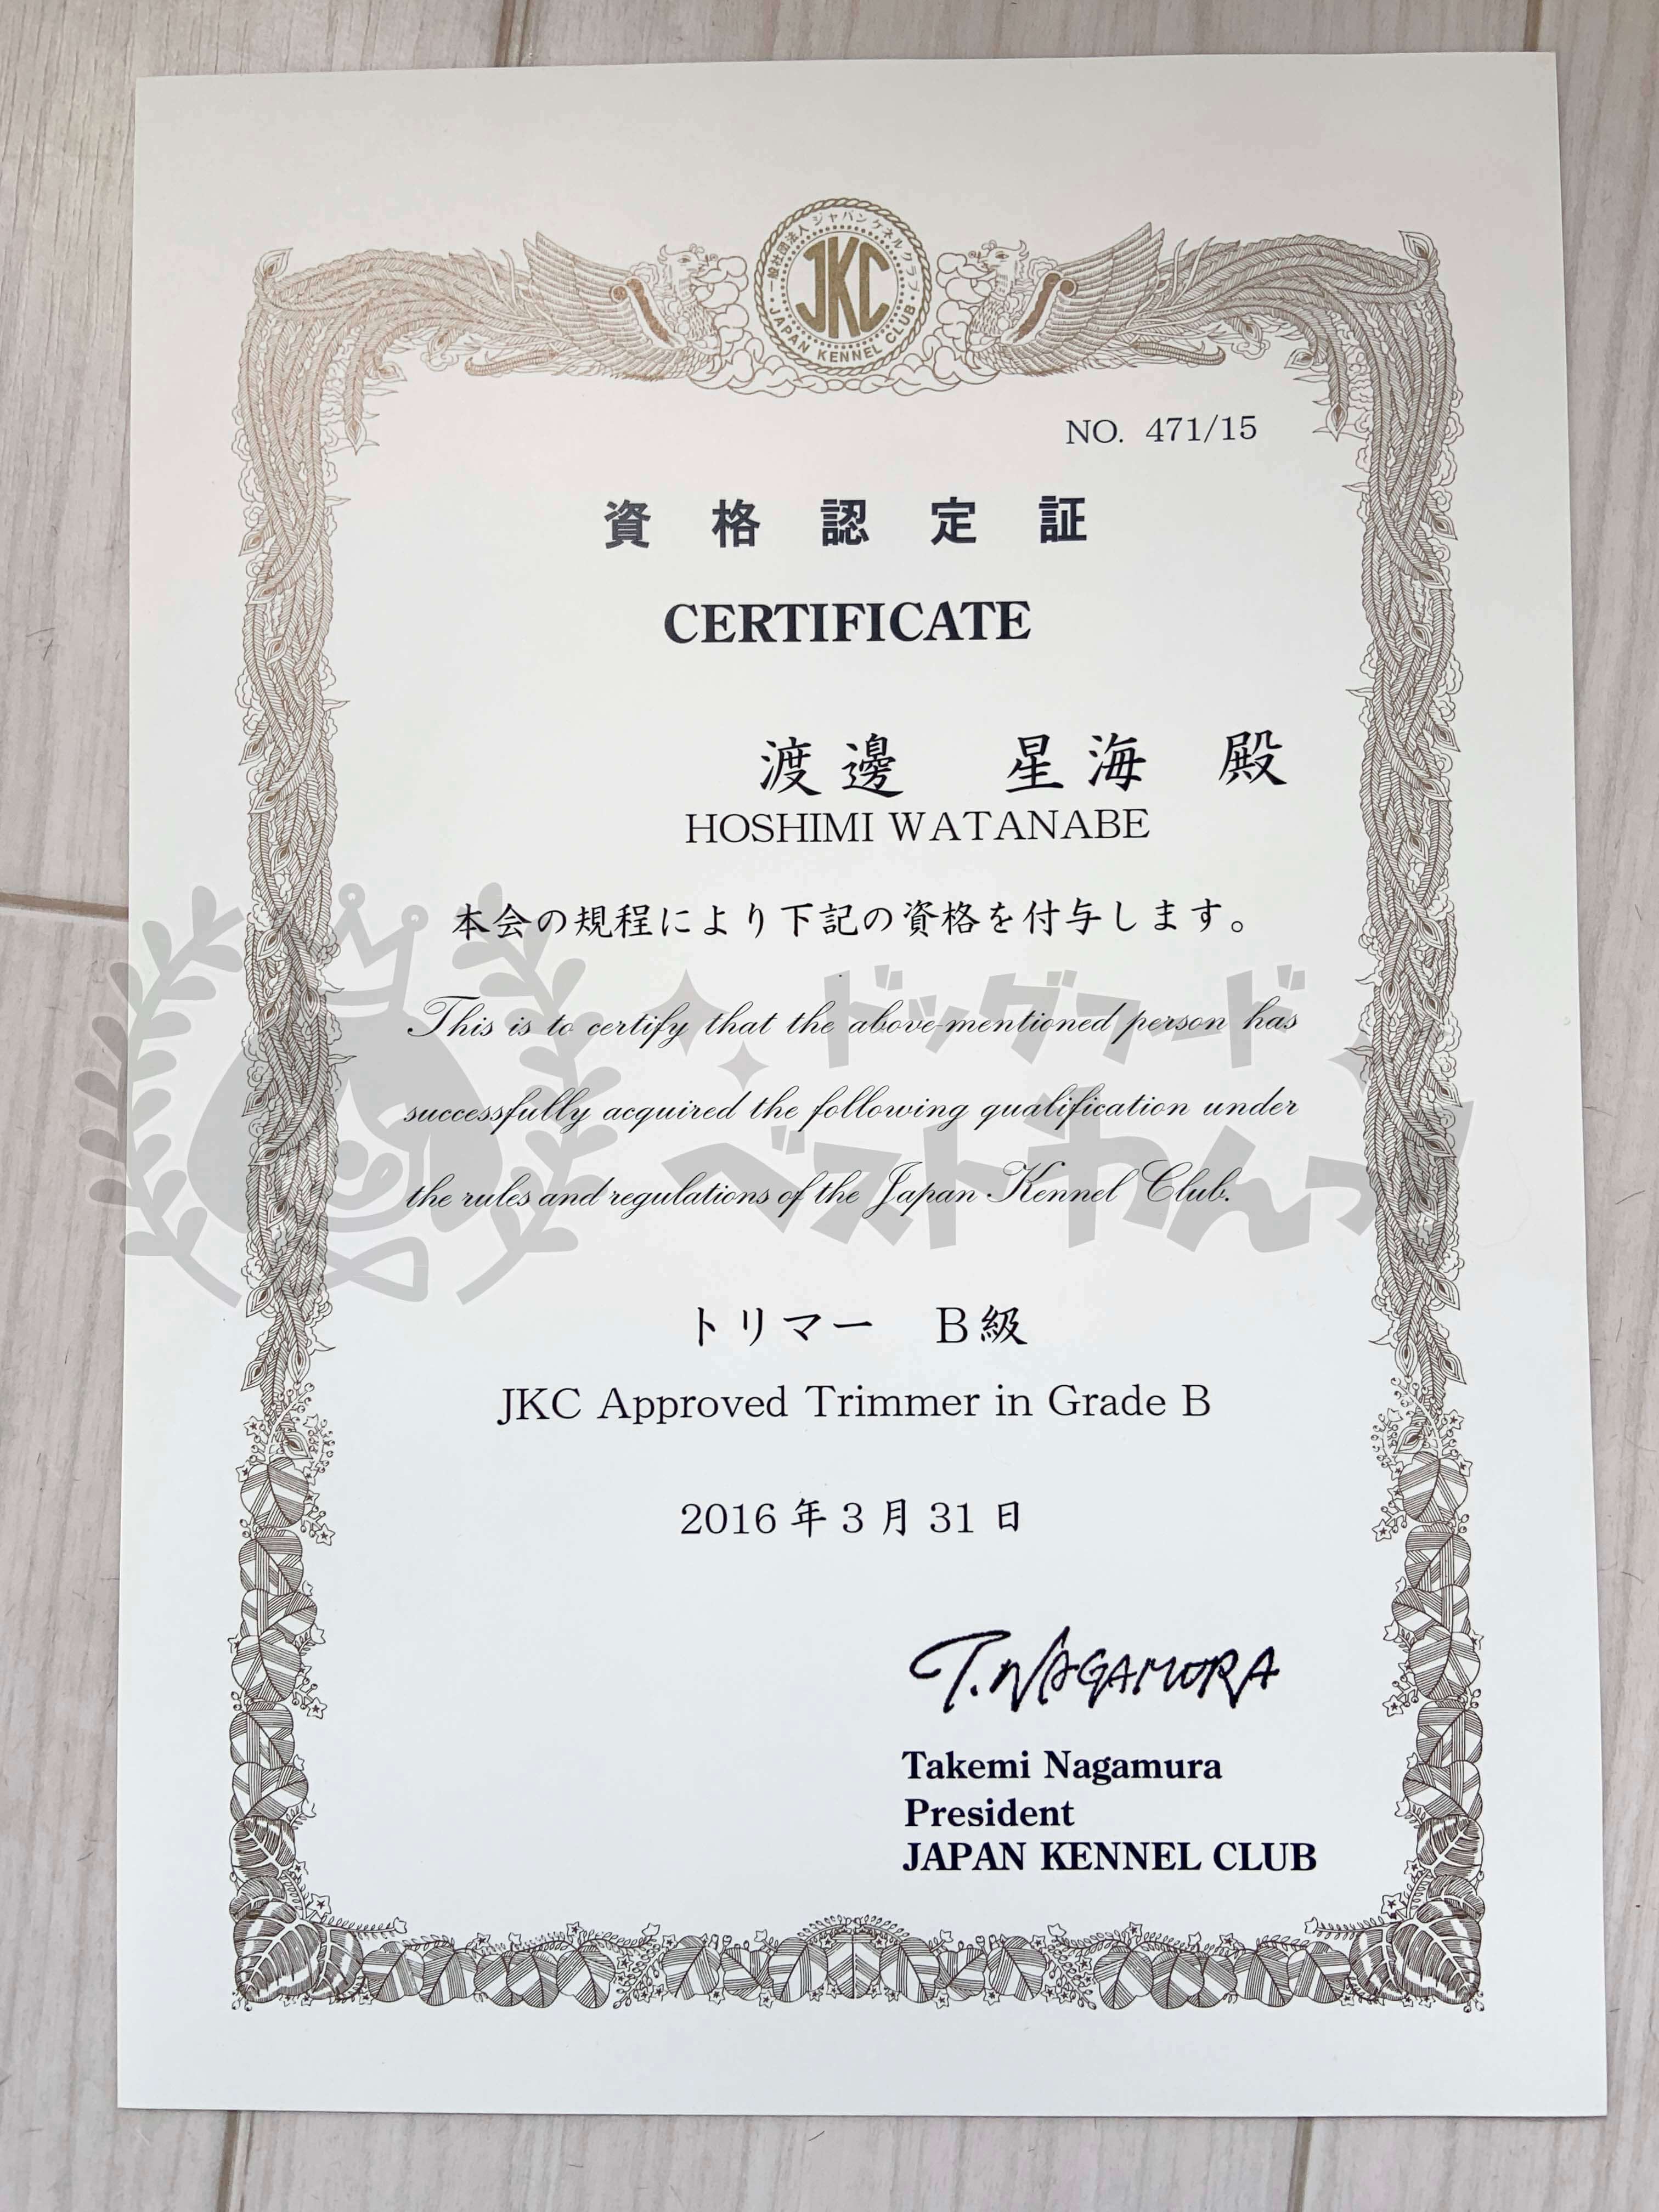 一般社団法人 ジャパンケネルクラブ
JKC
JAPAN KENNEL CLUB
NO. 471/15
資格認定証
CERTIFICATE
渡邊 星海 殿
HOSHIMI WATANABE
本会の規程により下記の資格を付与します。
This is to certify that the above-mentioned person has
successfully acquired the following qualification under
the rules and regulations of the Japan Kennel Club.
ドッグフード
ベストわんっ
トリマー B級
JKC Approved Trimmer in Grade B
2016年3月31日
T. NAGAMURA
Takemi Nagamura
President
JAPAN KENNEL CLUB